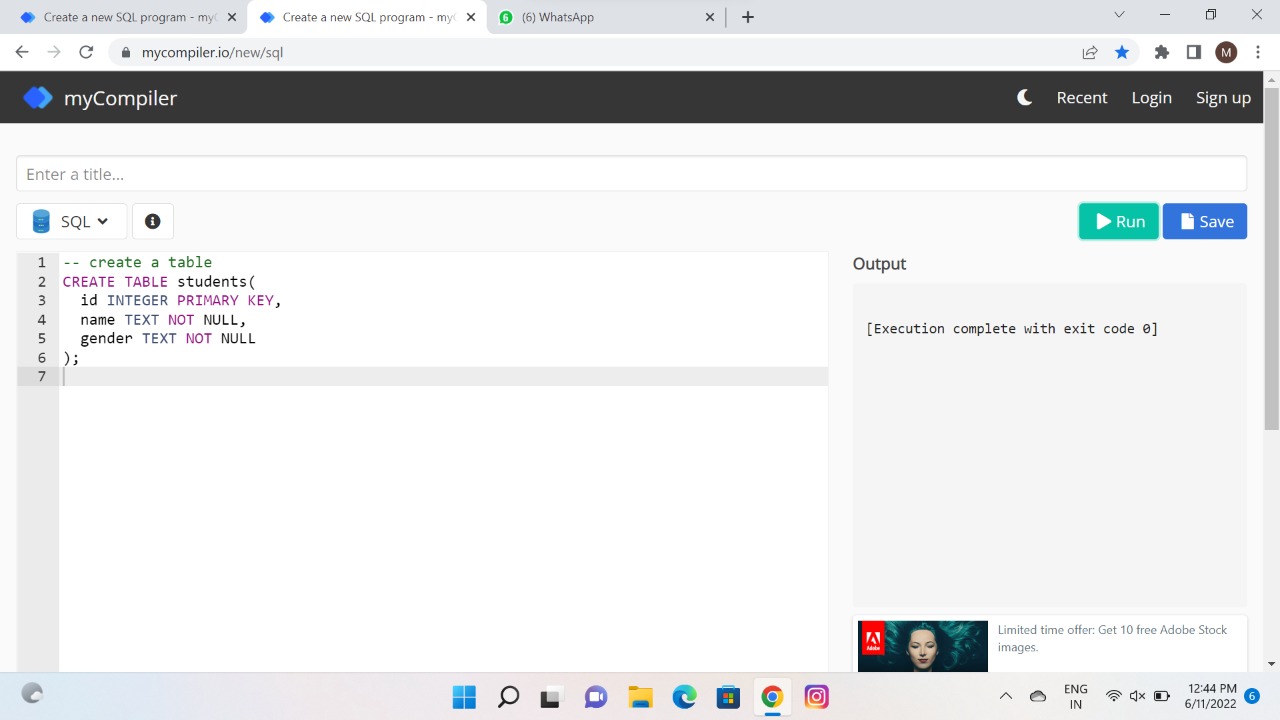 Create a new SQL program - my
Create a new SQL program - my
(6) WhatsApp
mycompiler.io/new/sql
M
myCompiler
Recent
Login
Sign up
Enter a title...
SQL
Run
Save
1 -- create a table
2 CREATE TABLE students(
3 id INTEGER PRIMARY KEY,
4 name TEXT NOT NULL,
5 gender TEXT NOT NULL
6 );
7
Output
[Execution complete with exit code 0]
Adobe
Limited time offer: Get 10 free Adobe Stock
images.
ENG
IN
12:44 PM
6/11/2022
6